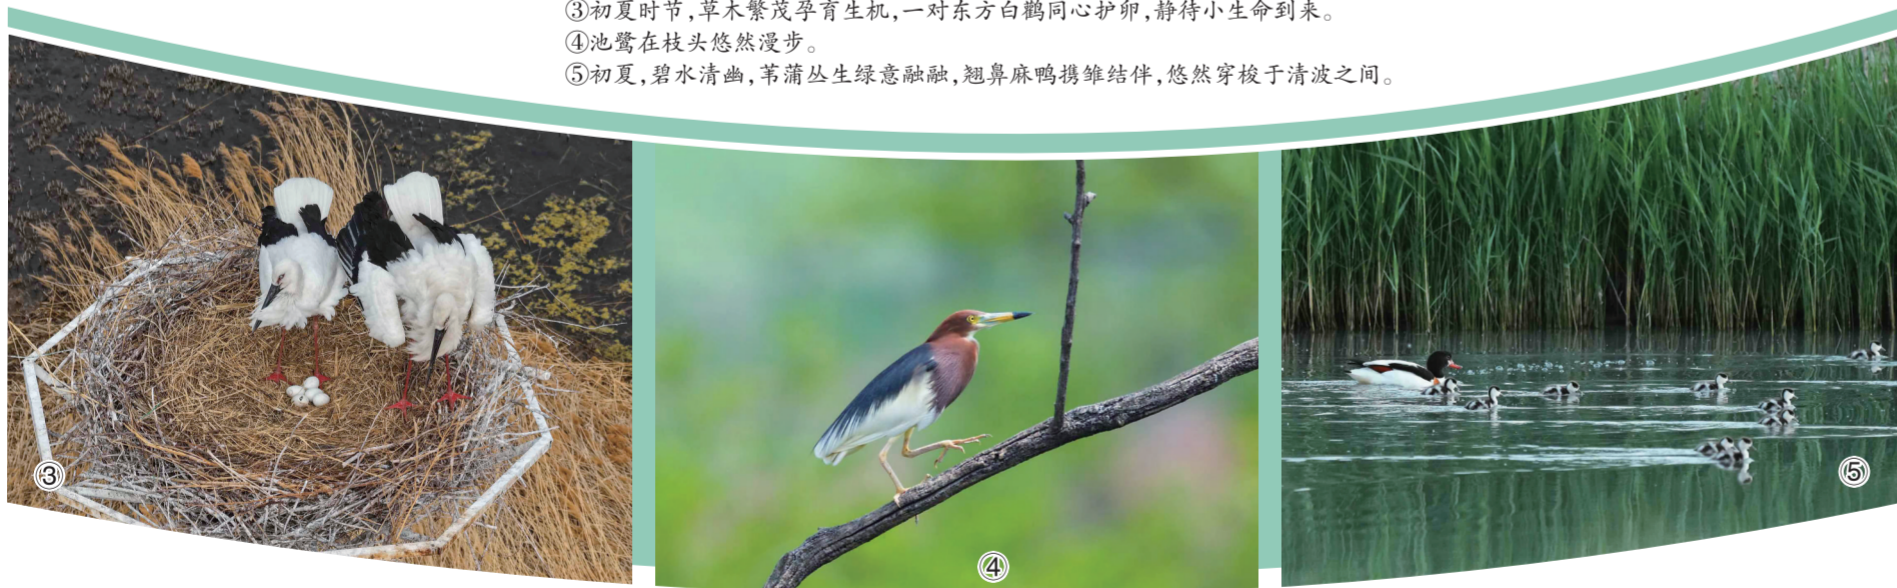 ③初夏时节,草木繁茂孕育生机,一对东方白鹳同心护卵,静待小生命到来。
④池鹭在枝头悠然漫步。
⑤初夏,碧水清幽,苇蒲丛生绿意融融,翘鼻麻鸭携雏结伴,悠然穿梭于清波之间。
③
④
⑤